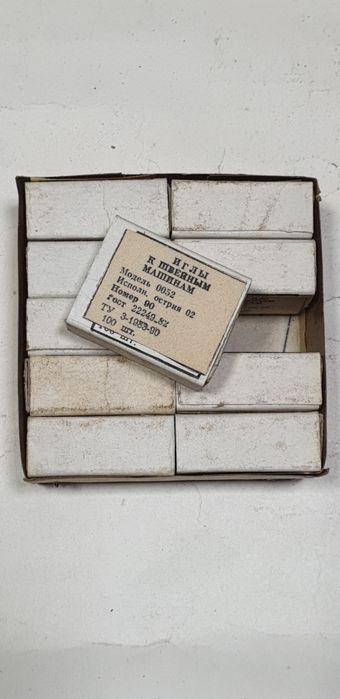 ИГЛЫ
К ШВЕЙНЫМ
МАШИНАМ
Модель 0052
Исполн. острия 02
Номер 90
Гост 22249-82
ТУ 3-1953-90
100 шт.